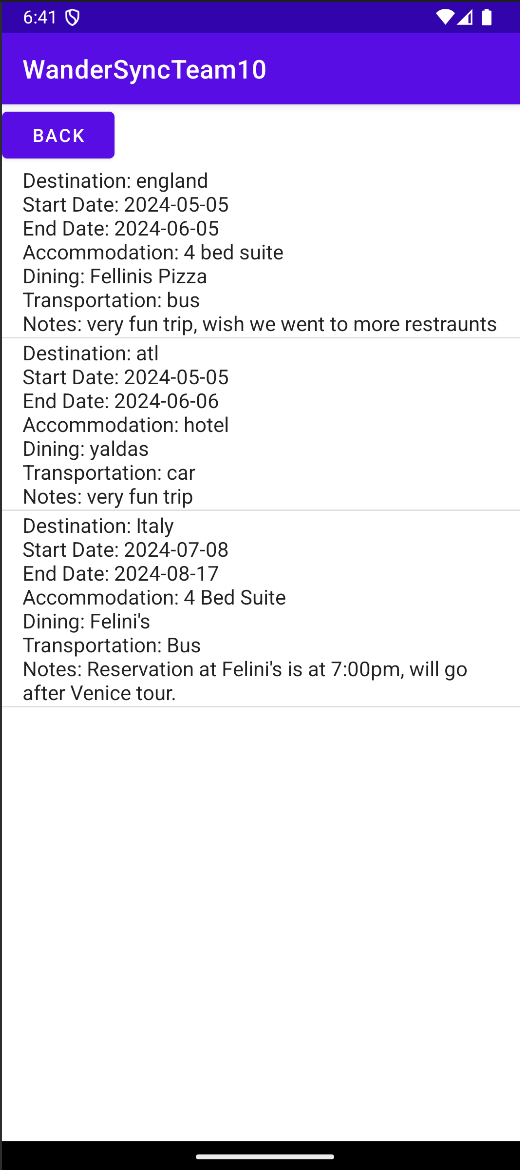 6:41
WanderSyncTeam10
BACK
Destination: england
Start Date: 2024-05-05
End Date: 2024-06-05
Accommodation: 4 bed suite
Dining: Fellinis Pizza
Transportation: bus
Notes: very fun trip, wish we went to more restraunts
Destination: atl
Start Date: 2024-05-05
End Date: 2024-06-06
Accommodation: hotel
Dining: yaldas
Transportation: car
Notes: very fun trip
Destination: Italy
Start Date: 2024-07-08
End Date: 2024-08-17
Accommodation: 4 Bed Suite
Dining: Felini's
Transportation: Bus
Notes: Reservation at Felini's is at 7:00pm, will go
after Venice tour.